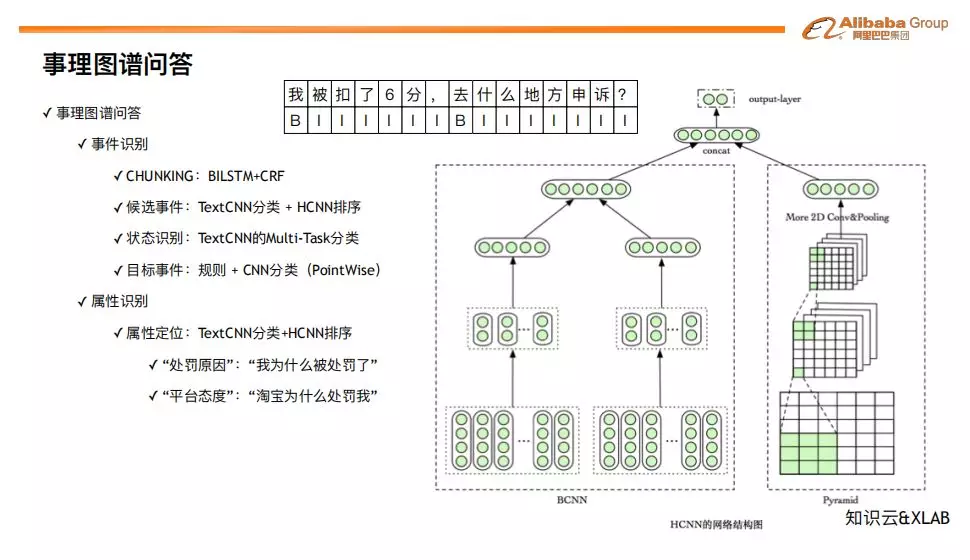 Alibaba Group
阿里巴巴集团
事理图谱问答
我 被 扣 了 6 分 , 去 什 么 地 方 申 诉 ?
B I I I I I I B I I I I I I I
✓ 事理图谱问答
✓ 事件识别
✓ CHUNKING: BILSTM+CRF
✓ 候选事件: TextCNN分类 + HCNN排序
✓ 状态识别: TextCNN的Multi-Task分类
✓ 目标事件: 规则 + CNN分类 (PointWise)
✓ 属性识别
✓ 属性定位: TextCNN分类+HCNN排序
✓ “处罚原因”: “我为什么被处罚了”
✓ “平台态度”: “淘宝为什么处罚我”
output-layer
concat
More 2D Conv&Pooling
...
...
...
...
BCNN
Pyramid
HCNN的网络结构图
知识云&XLAB